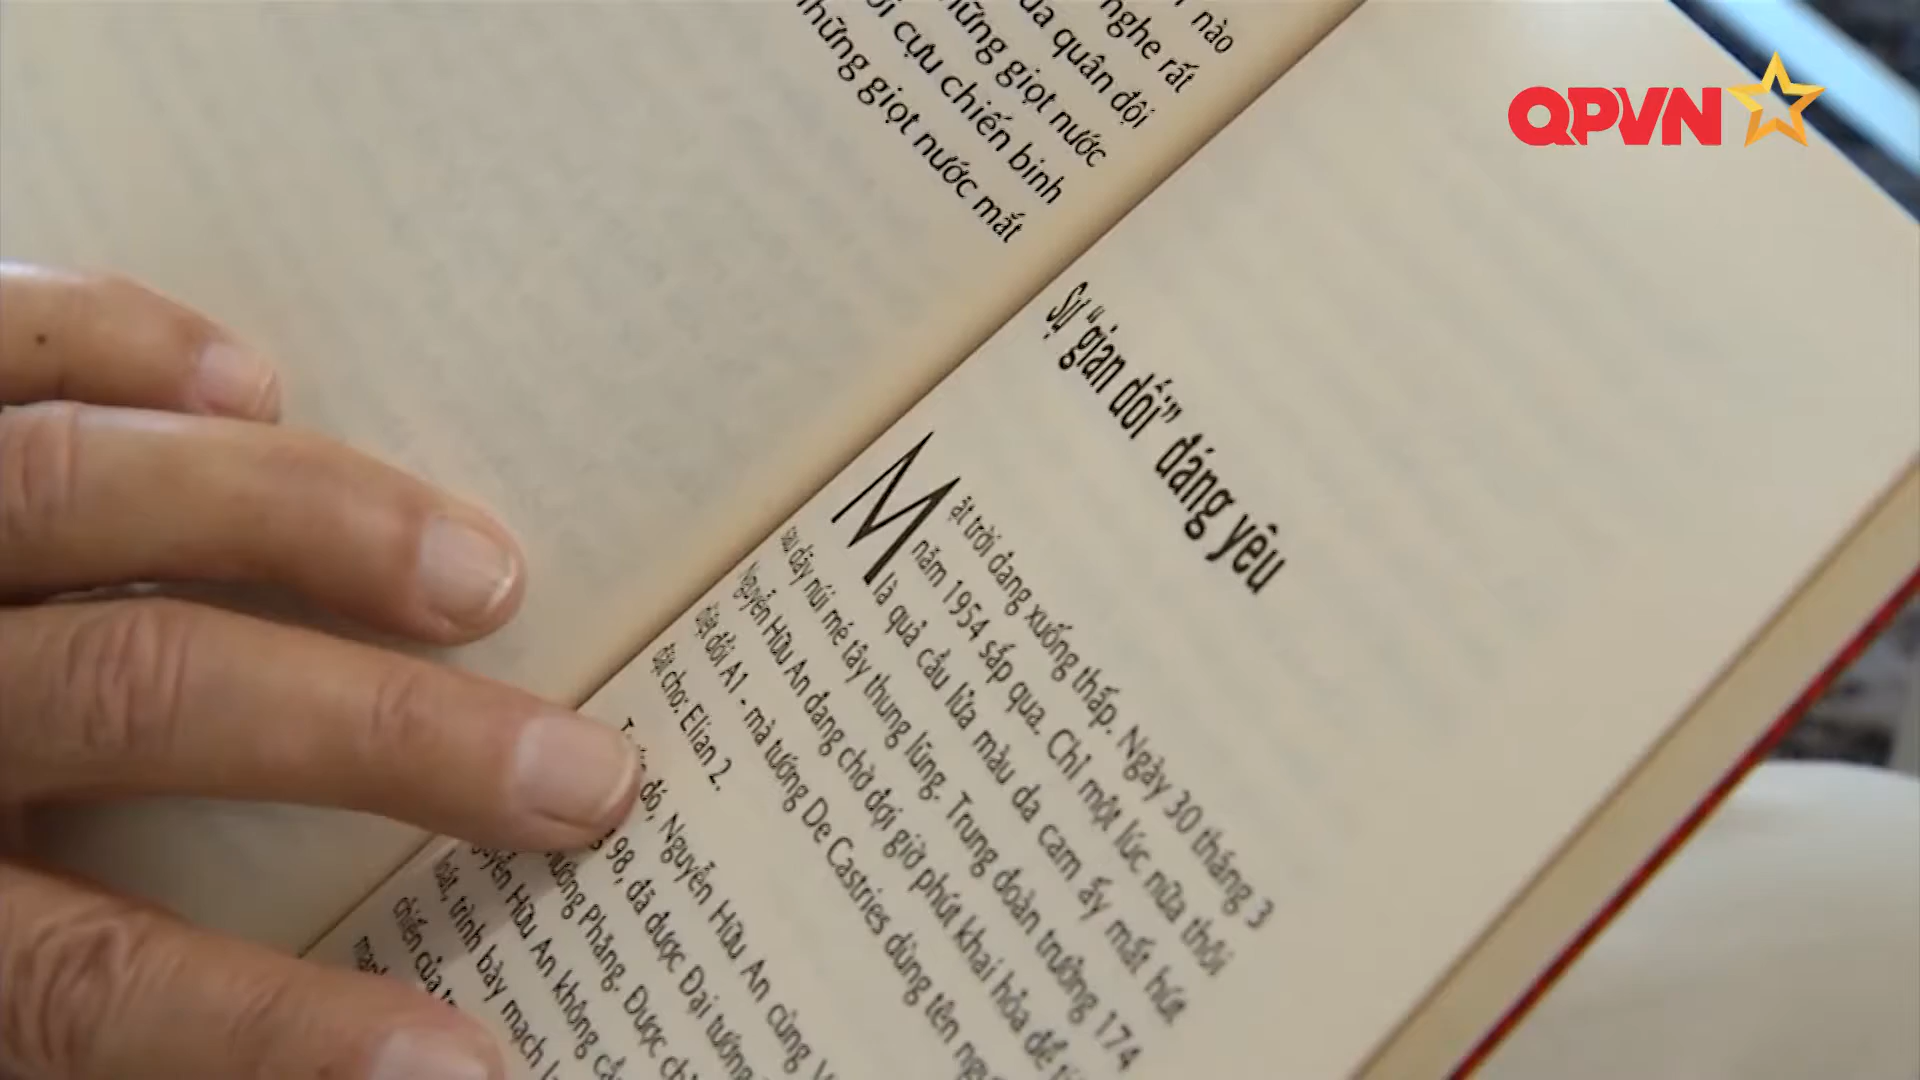 nào
nghe rất
quân đội
những giọt nước
cựu chiến binh
những giọt nước mắt
QPVN
Sự "gian dối" đáng yêu
Mặt trời đang xuống thấp. Ngày 30 tháng 3
năm 1954 sắp qua. Chỉ một lúc nữa thôi
là quả cầu lửa màu da cam ấy mất hút
sau dãy núi mé tây thung lũng. Trung đoàn trưởng 174
Nguyễn Hữu An đang chờ đợi giờ phút khai hỏa để
diệt đồi A1 - mà tướng De Castries dùng tên
đặt cho: Elian 2.
đó, Nguyễn Hữu An cùng
98, đã được Đại tướng
Mường Phăng. Được
Nguyễn Hữu An không
trình bày mạch
chiến của